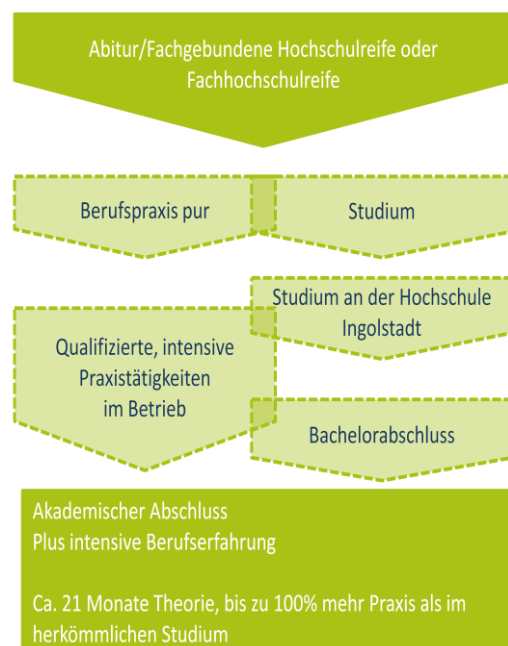 Abitur/Fachgebundene Hochschulreife oder
Fachhochschulreife
Berufspraxis pur
Studium
Studium an der Hochschule
Ingolstadt
Qualifizierte, intensive
Praxistätigkeiten
im Betrieb
Bachelorabschluss
Akademischer Abschluss
Plus intensive Berufserfahrung
Ca. 21 Monate Theorie, bis zu 100% mehr Praxis als im
herkömmlichen Studium